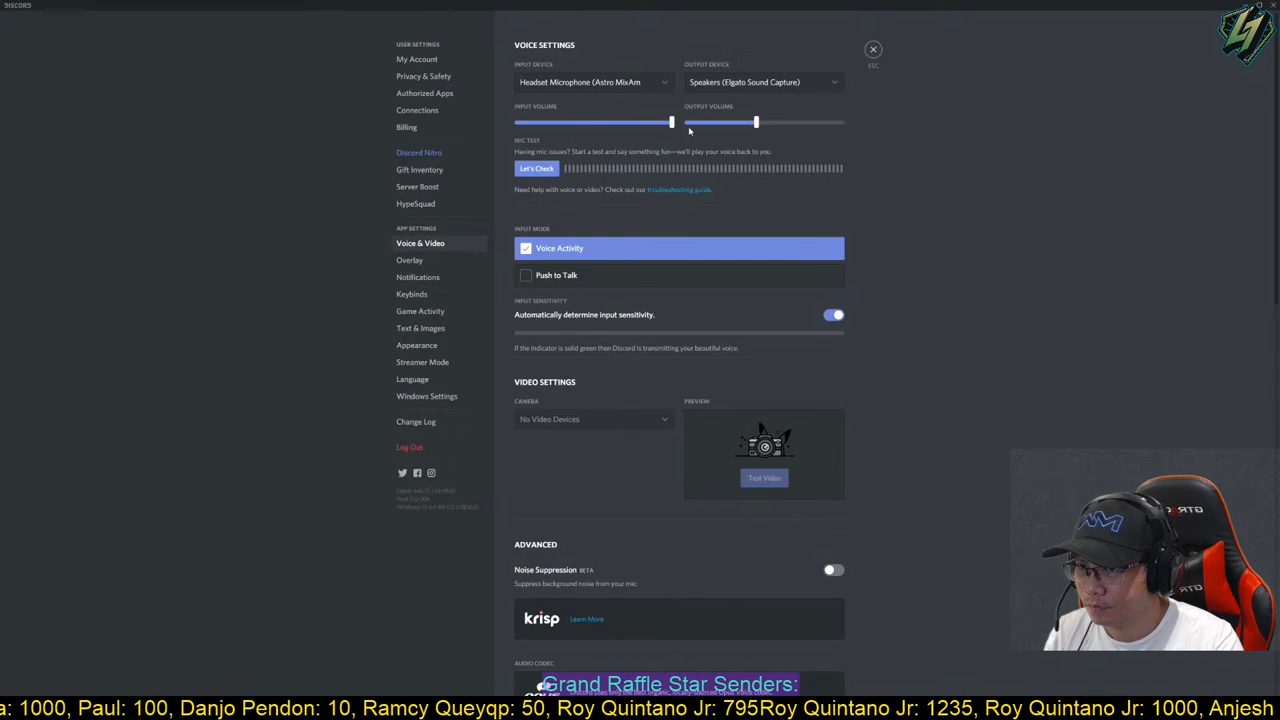 DISCORD
USER SETTINGS
My Account
Privacy & Safety
Authorized Apps
Connections
Billing
Discord Nitro
Gift Inventory
Server Boost
HypeSquad
APP SETTINGS
Voice & Video
Overlay
Notifications
Keybinds
Game Activity
Text & Images
Appearance
Streamer Mode
Language
Windows Settings
Change Log
Log Out
VOICE SETTINGS
ESC
INPUT DEVICE
OUTPUT DEVICE
Headset Microphone (Astro MixAm
Speakers (Elgato Sound Capture)
INPUT VOLUME
OUTPUT VOLUME
MIC TEST
Having mic issues? Start a test and say something fun—we'll play your voice back to you.
Let's Check
Need help with voice or video? Check out our troubleshooting guide.
INPUT MODE
Voice Activity
Push to Talk
INPUT SENSITIVITY
Automatically determine input sensitivity.
If the indicator is solid green then Discord is transmitting your beautiful voice.
VIDEO SETTINGS
CAMERA
PREVIEW
No Video Devices
Test Video
ADVANCED
Noise Suppression BETA
Suppress background noise from your mic.
krisp
Learn More
AUDIO CODEC
Grand Raffle Star Senders:
a: 1000, Paul: 100, Danjo Pendon: 10, Ramcy Queyqp: 50, Roy Quintano Jr: 795Roy Quintano Jr: 1235, Roy Quintano Jr: 1000, Anjesh